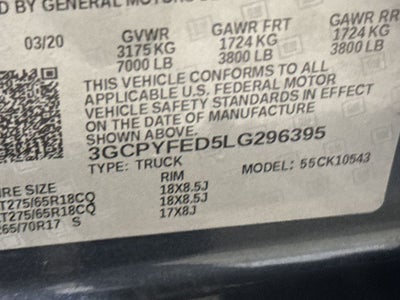 D BY GENERAL MOTORS
03/20 GVWR GAWR FRT GAWR RR
3175 KG 1724 KG 1724 KG
7000 LB 3800 LB 3800 LB
THIS VEHICLE CONFORMS TO ALL
APPLICABLE U.S. FEDERAL MOTOR
VEHICLE SAFETY STANDARDS IN EFFECT
ON THE DATE OF MANUFACTURE
SHOWN ABOVE.
3GCPYFED5LG296395
TYPE: TRUCK MODEL: 55CK10543
IRE SIZE RIM
T275/65R18CQ 18X8.5J
T275/65R18CQ 18X8.5J
265/70R17 S 17X8J